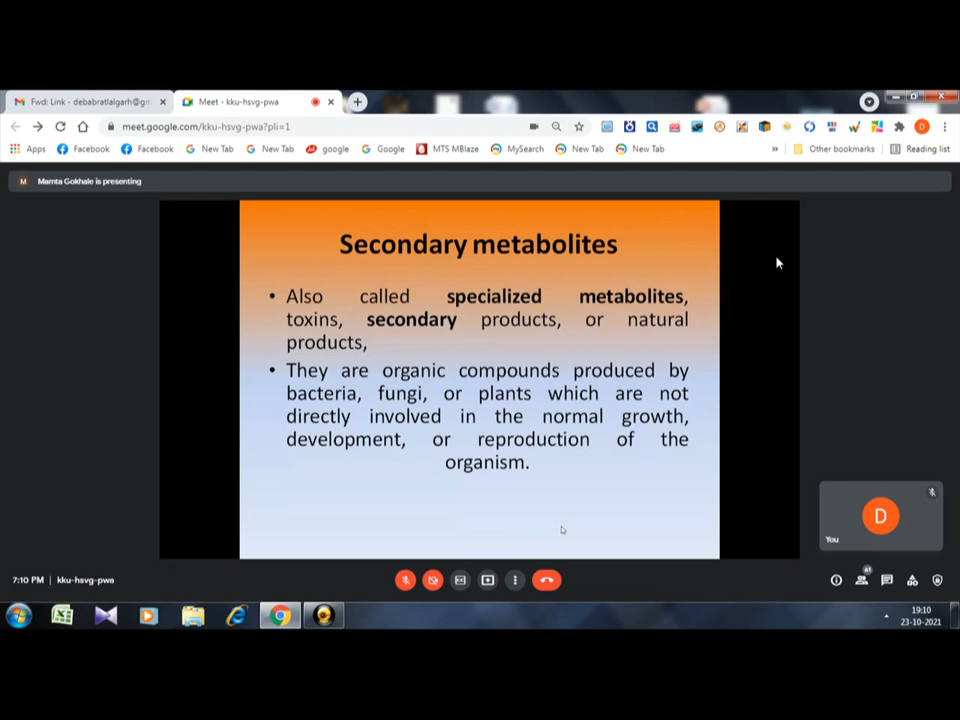 Fwd: Link - debabratlalgarh@gm
Meet - kku-hsvg-pwa
meet.google.com/kku-hsvg-pwa?pli=1
D
Apps Facebook Facebook New Tab New Tab google Google MTS MBlaze MySearch New Tab New Tab » Other bookmarks Reading list
M Mamta Gokhale is presenting
Secondary metabolites
• Also called specialized metabolites,
toxins, secondary products, or natural
products,
• They are organic compounds produced by
bacteria, fungi, or plants which are not
directly involved in the normal growth,
development, or reproduction of the
organism.
D
You
7:10 PM | kku-hsvg-pwa
61
19:10
23-10-2021